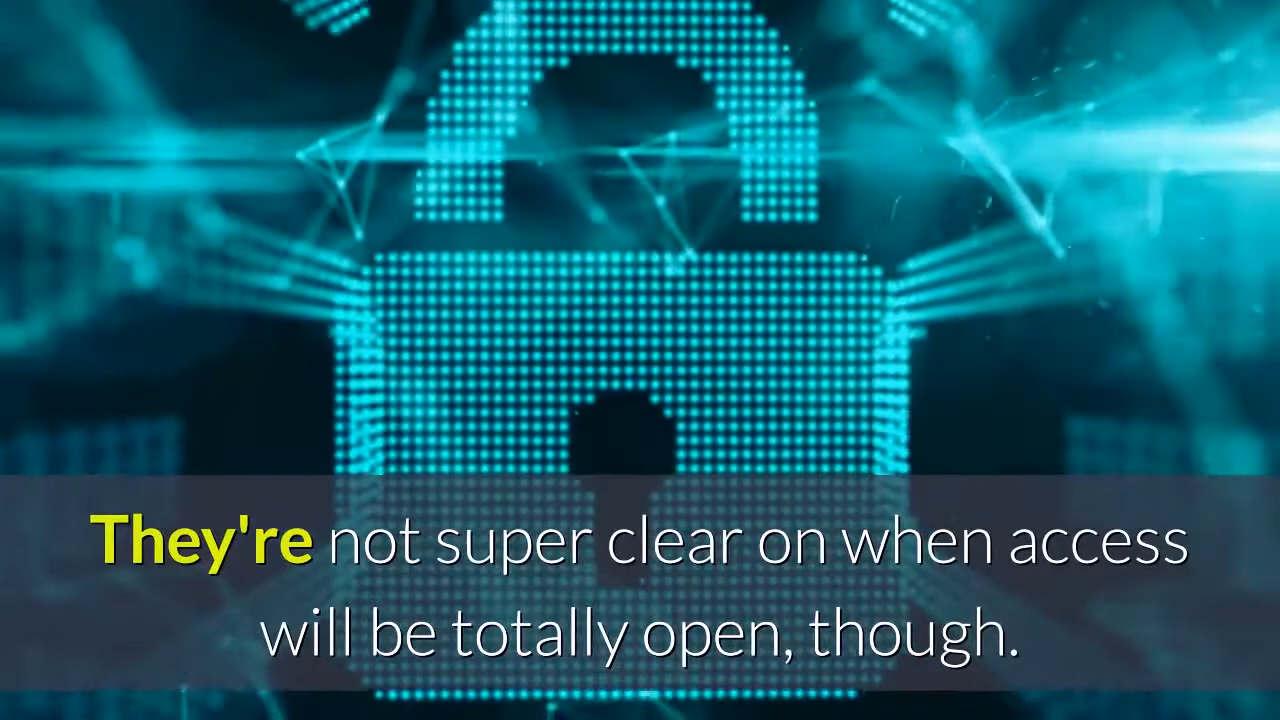 They're not super clear on when access
will be totally open, though.